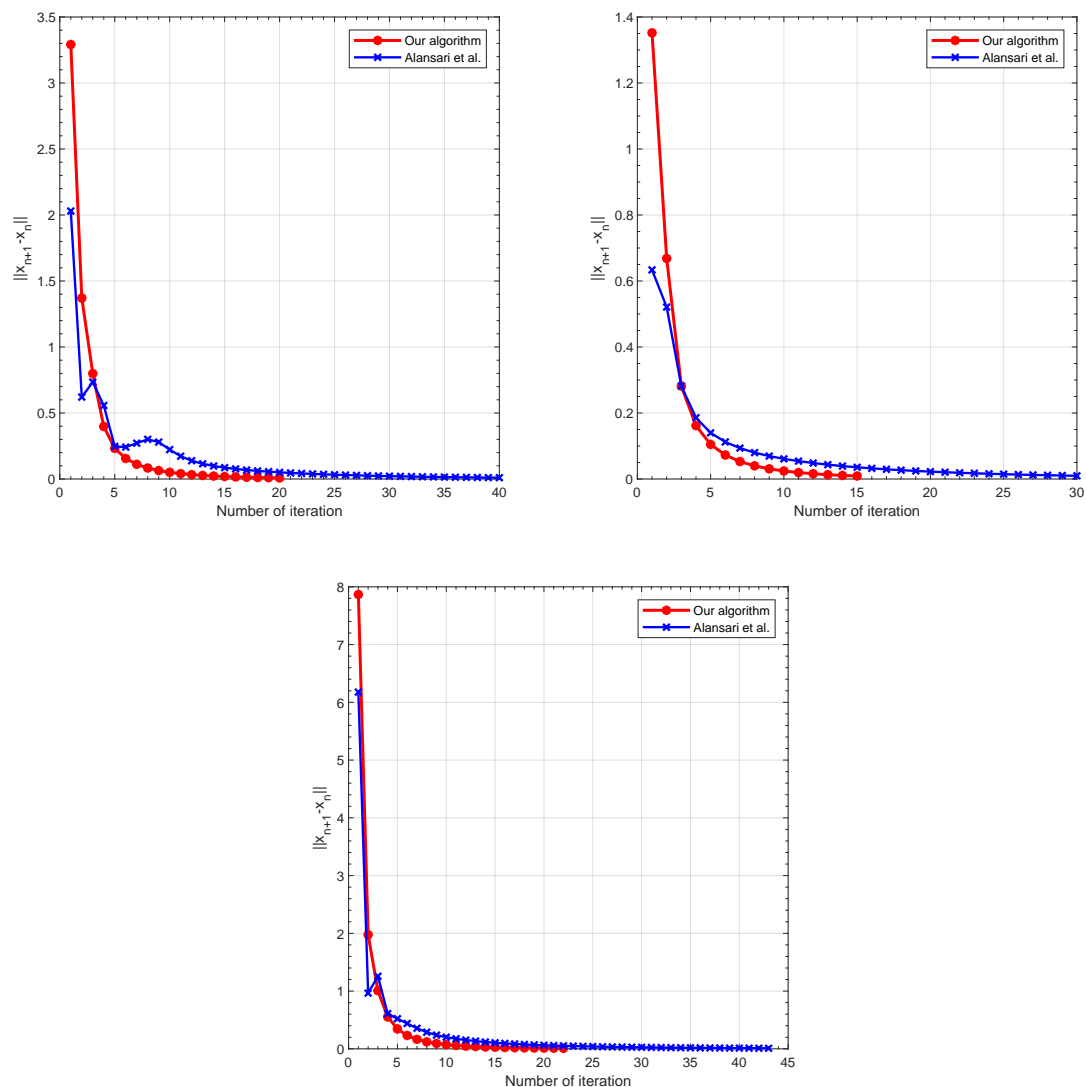 3.5
3
2.5
2
1.5
1
0.5
0
||x_{n+1}-x_n||
Our algorithm
Alansari et al.
0 5 10 15 20 25 30 35 40
Number of iteration
1.4
1.2
1
0.8
0.6
0.4
0.2
0
||x_{n+1}-x_n||
Our algorithm
Alansari et al.
0 5 10 15 20 25 30
Number of iteration
8
7
6
5
4
3
2
1
0
||x_{n+1}-x_n||
Our algorithm
Alansari et al.
0 5 10 15 20 25 30 35 40 45
Number of iteration